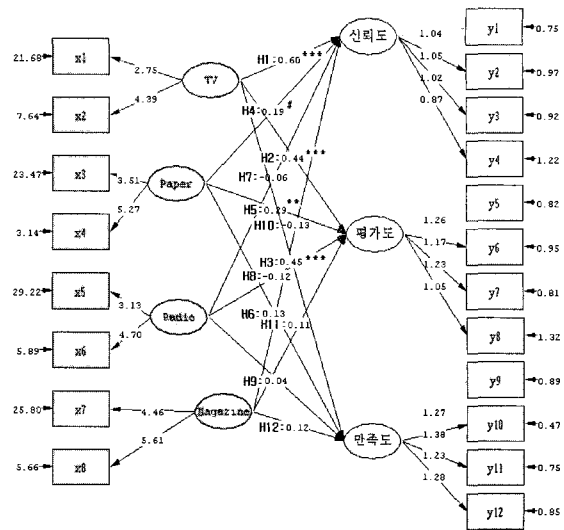 21.68
x1
7.64
x2
23.47
x3
3.14
x4
29.22
x5
5.89
x6
25.80
x7
5.66
x8
2.75
4.39
3.51
5.27
3.13
4.70
4.46
5.61
TV
Paper
Radio
Magazine
H1:0.60 ***
H4:0.19 #
H2:0.44 ***
H7:-0.06
H5:0.29 **
H10:-0.13
H3:0.45 ***
H8:-0.12
H6:0.13
H11:0.11
H9:0.04
H12:0.12
***
신뢰도
평가도
만족도
1.04
1.05
1.02
0.87
1.26
1.17
1.23
1.05
1.27
1.38
1.23
1.28
y1
0.75
y2
0.97
y3
0.92
y4
1.22
y5
0.82
y6
0.95
y7
0.81
y8
1.32
y9
0.89
y10
0.47
y11
0.75
y12
0.85